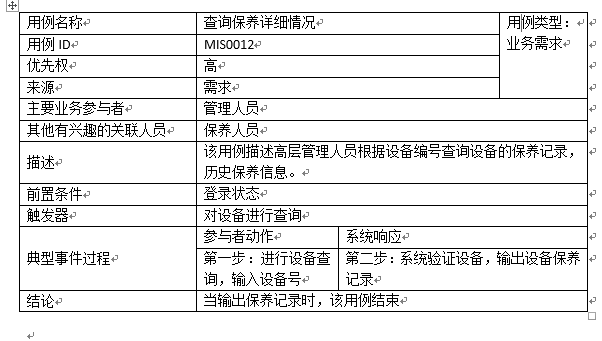 用例名称 查询保养详细情况 用例类型：
用例 ID MIS0012 业务需求
优先权 高
来源 需求
主要业务参与者 管理人员
其他有兴趣的关联人员 保养人员
描述 该用例描述高层管理人员根据设备编号查询设备的保养记录，
历史保养信息。
前置条件 登录状态
触发器 对设备进行查询
典型事件过程 参与者动作 系统响应
第一步：进行设备查 第二步：系统验证设备，输出设备保养
询，输入设备号 记录
结论 当输出保养记录时，该用例结束